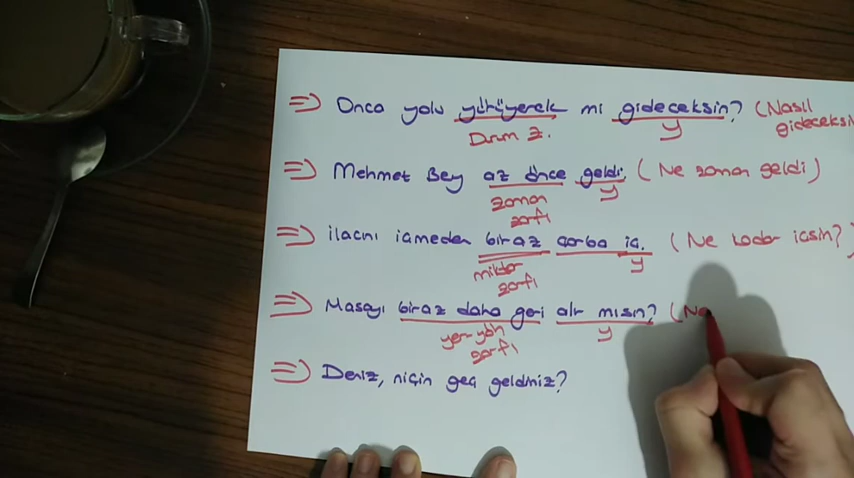 ⇒ Onca yolu yürüyerek mi gideceksin? (Nasıl
gideceksin
Durum Z. y
⇒ Mehmet Bey az önce geldi. (Ne zaman geldi)
zaman y
zarfı
⇒ ilacını içmeden biraz çorba iç. (Ne kadar içsin?)
miktar y
zarfı
⇒ Masayı biraz daha geri alır mısın? (Ne
yer-yön y
zarfı
⇒ Deniz, niçin geç geldiniz?